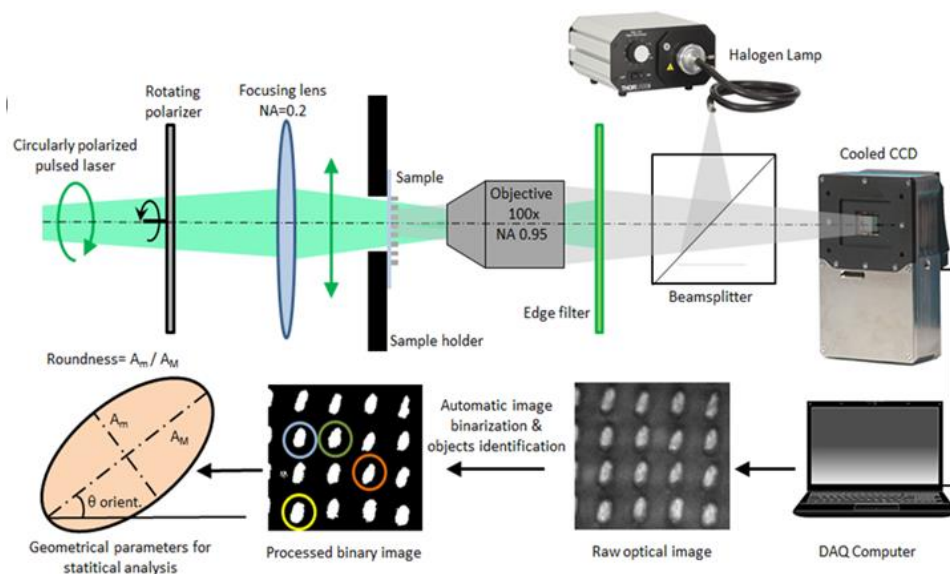 Halogen Lamp
Rotating
polarizer
Focusing lens
NA=0.2
Circularly polarized
pulsed laser
Sample
Objective
100x
NA 0.95
Cooled CCD
Beamsplitter
Edge filter
Sample holder
Roundness= Am / AM
Am
AM
θ orient.
Automatic image
binarization &
objects identification
Geometrical parameters for
statitical analysis
Processed binary image
Raw optical image
DAQ Computer